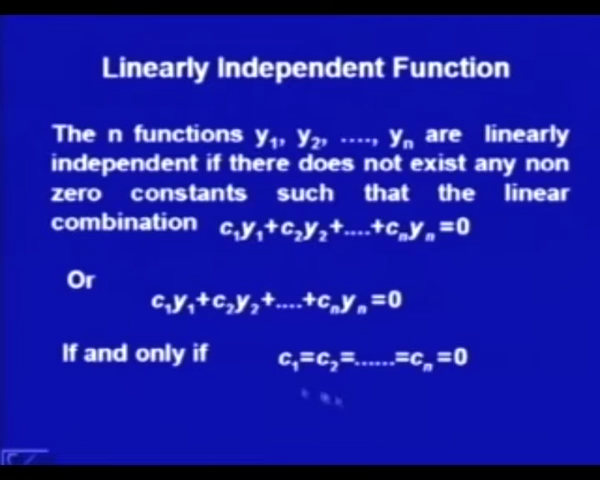 Linearly Independent Function
The n functions y₁, y₂, ...., yₙ are linearly
independent if there does not exist any non
zero constants such that the linear
combination c₁y₁+c₂y₂+....+cₙyₙ=0
Or
c₁y₁+c₂y₂+....+cₙyₙ=0
If and only if c₁=c₂=......=cₙ=0